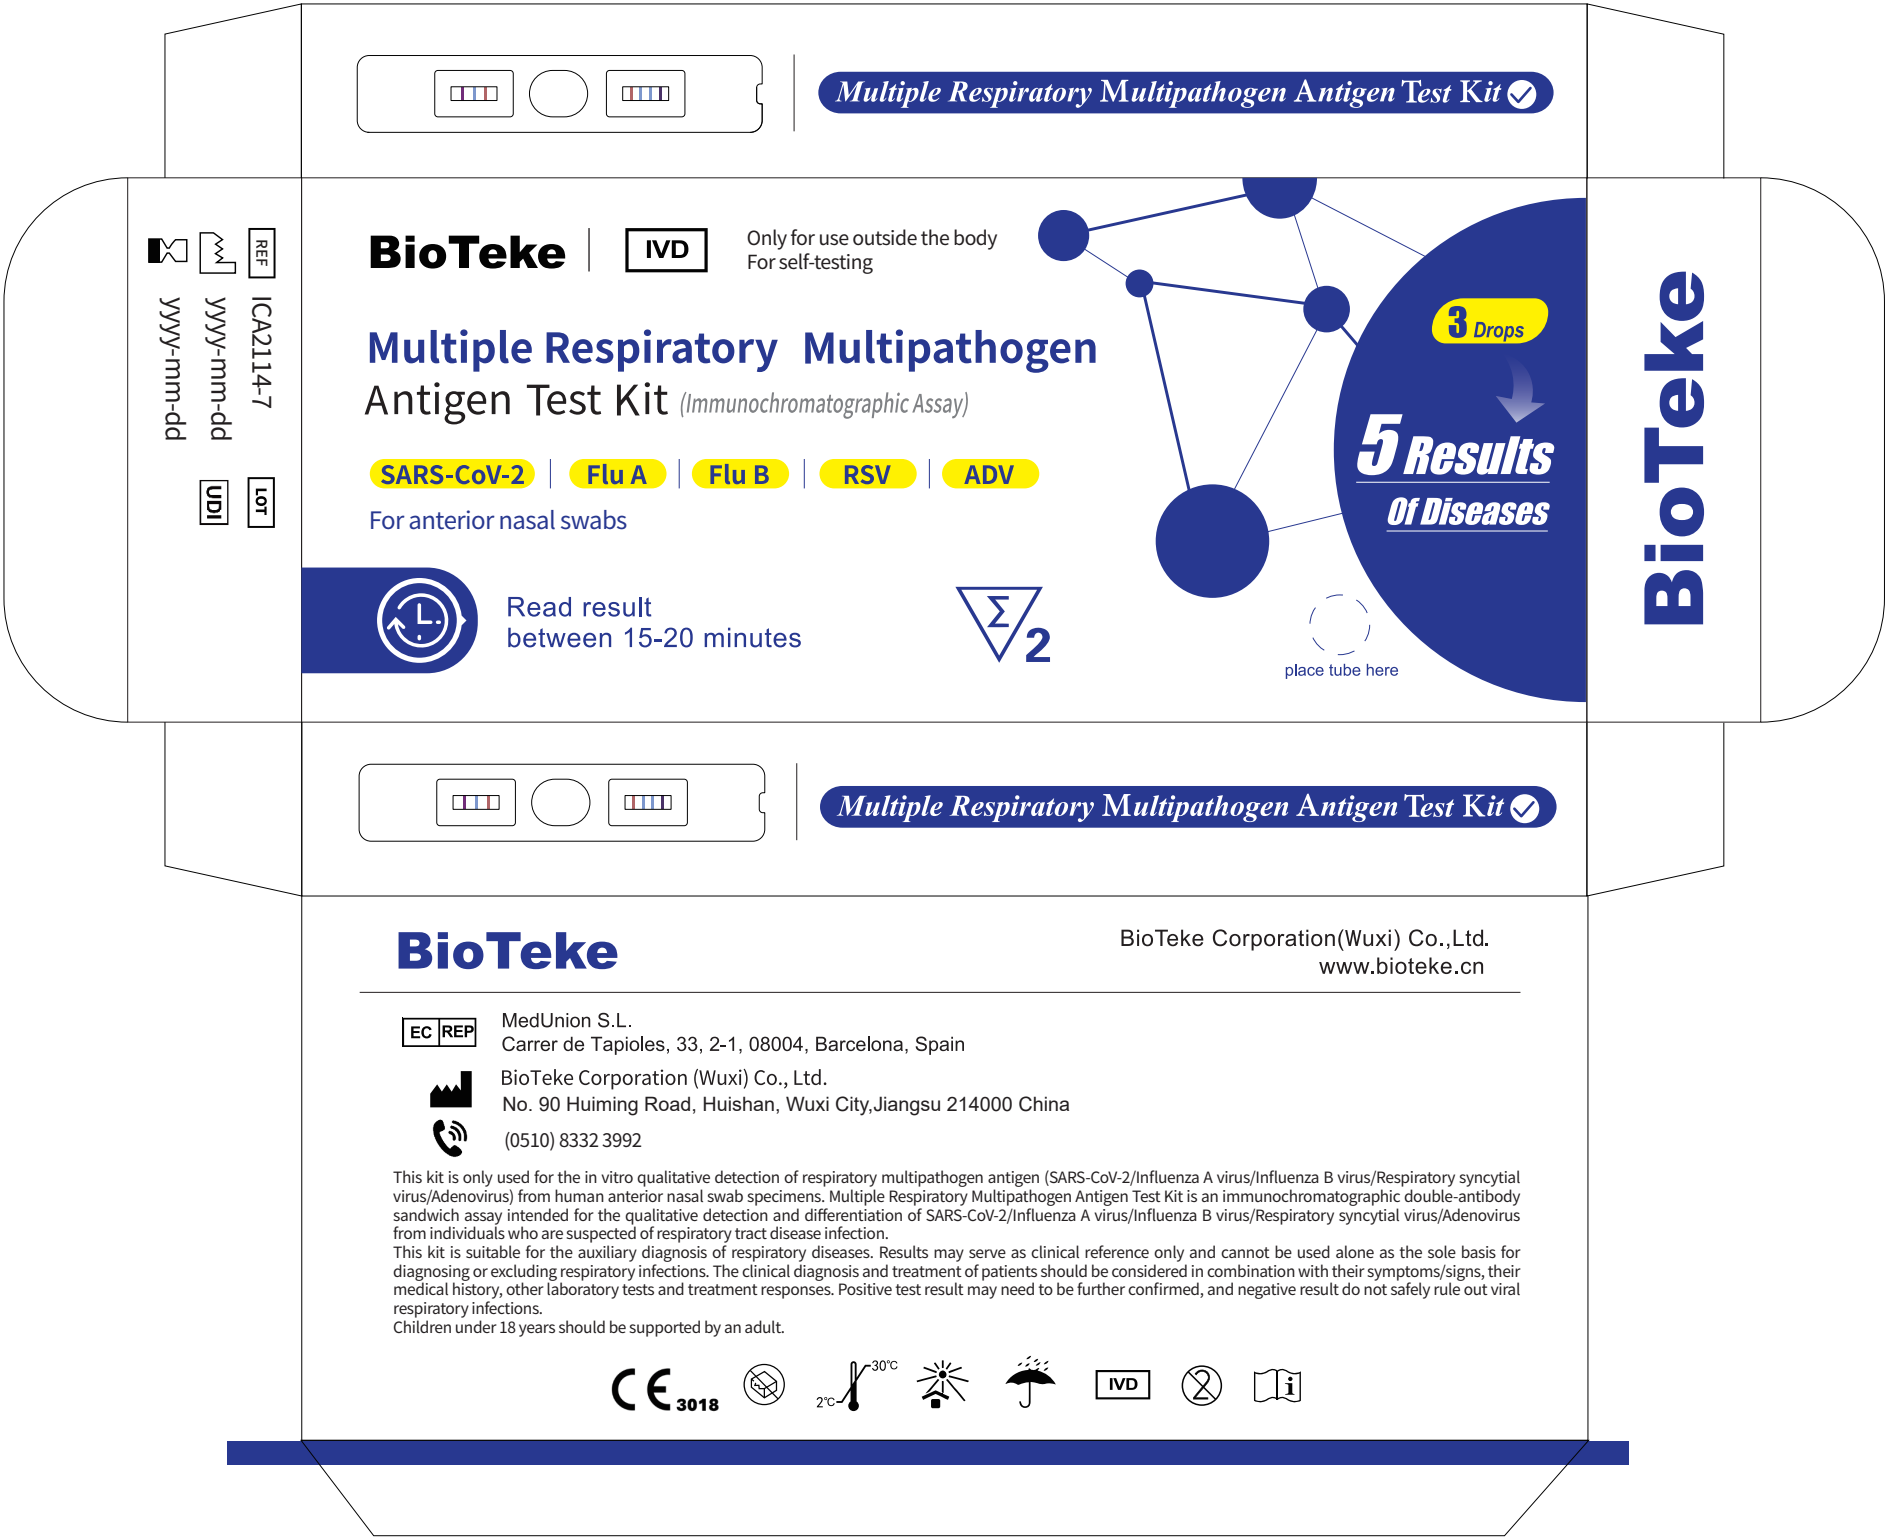 Multiple Respiratory Multipathogen Antigen Test Kit
REF ICA2114-7 LOT
yyyy-mm-dd UDI
yyyy-mm-dd
BioTeke
IVD
Only for use outside the body
For self-testing
Multiple Respiratory Multipathogen
Antigen Test Kit (Immunochromatographic Assay)
SARS-CoV-2 Flu A Flu B RSV ADV
For anterior nasal swabs
Read result
between 15-20 minutes
Σ 2
3 Drops
5 Results
Of Diseases
place tube here
BioTeke
Multiple Respiratory Multipathogen Antigen Test Kit
BioTeke
BioTeke Corporation(Wuxi) Co.,Ltd.
www.bioteke.cn
EC REP
MedUnion S.L.
Carrer de Tapioles, 33, 2-1, 08004, Barcelona, Spain
BioTeke Corporation (Wuxi) Co., Ltd.
No. 90 Huiming Road, Huishan, Wuxi City,Jiangsu 214000 China
(0510) 8332 3992
This kit is only used for the in vitro qualitative detection of respiratory multipathogen antigen (SARS-CoV-2/Influenza A virus/Influenza B virus/Respiratory syncytial
virus/Adenovirus) from human anterior nasal swab specimens. Multiple Respiratory Multipathogen Antigen Test Kit is an immunochromatographic double-antibody
sandwich assay intended for the qualitative detection and differentiation of SARS-CoV-2/Influenza A virus/Influenza B virus/Respiratory syncytial virus/Adenovirus
from individuals who are suspected of respiratory tract disease infection.
This kit is suitable for the auxiliary diagnosis of respiratory diseases. Results may serve as clinical reference only and cannot be used alone as the sole basis for
diagnosing or excluding respiratory infections. The clinical diagnosis and treatment of patients should be considered in combination with their symptoms/signs, their
medical history, other laboratory tests and treatment responses. Positive test result may need to be further confirmed, and negative result do not safely rule out viral
respiratory infections.
Children under 18 years should be supported by an adult.
CE 3018
2°C 30°C
IVD
2
i